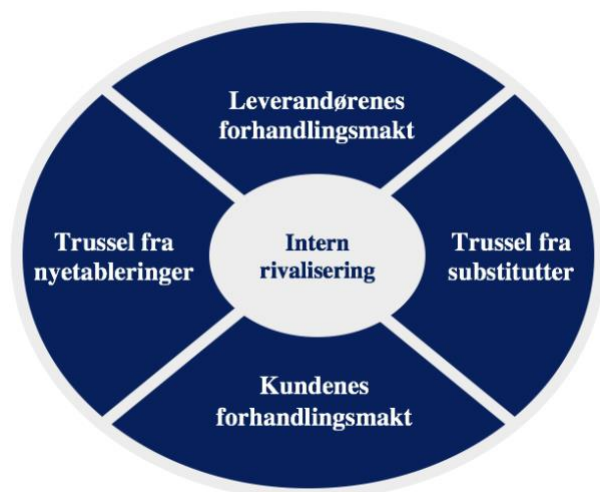 Leverandørenes
forhandlingsmakt
Trussel fra
nyetableringer
Intern
rivalisering
Trussel fra
substitutter
Kundenes
forhandlingsmakt